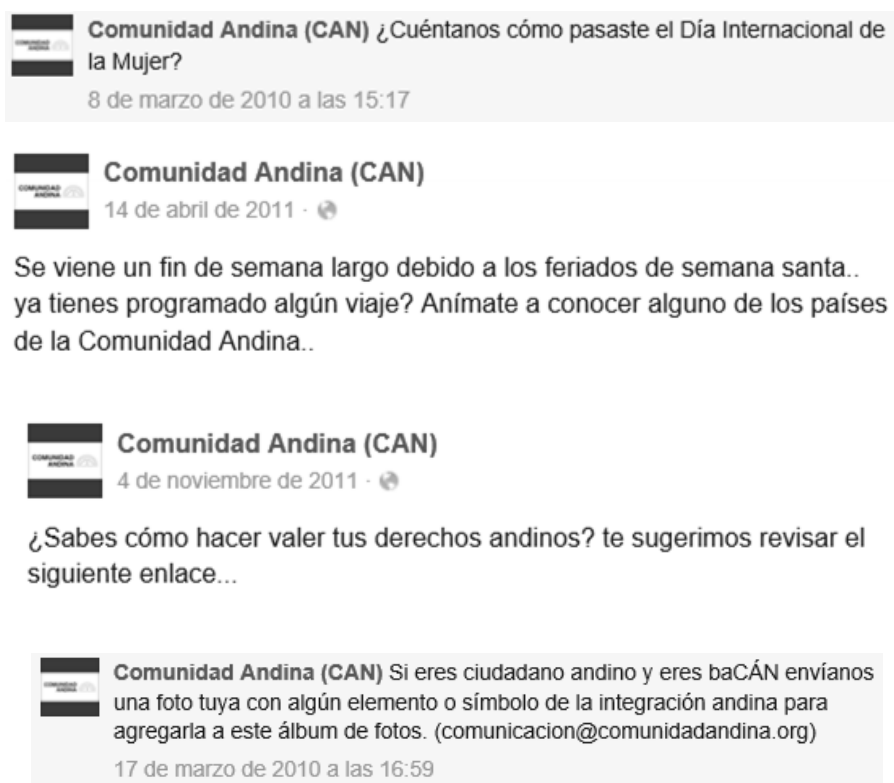 Comunidad Andina (CAN) ¿Cuéntanos cómo pasaste el Día Internacional de
la Mujer?
8 de marzo de 2010 a las 15:17
COMUNIDAD
ANDINA
Comunidad Andina (CAN)
14 de abril de 2011 ·
Se viene un fin de semana largo debido a los feriados de semana santa..
ya tienes programado algún viaje? Anímate a conocer alguno de los países
de la Comunidad Andina..
COMUNIDAD
ANDINA
Comunidad Andina (CAN)
4 de noviembre de 2011 ·
¿Sabes cómo hacer valer tus derechos andinos? te sugerimos revisar el
siguiente enlace...
Comunidad Andina (CAN) Si eres ciudadano andino y eres baCÁN envíanos
una foto tuya con algún elemento o símbolo de la integración andina para
agregarla a este álbum de fotos. (comunicacion@comunidadandina.org)
17 de marzo de 2010 a las 16:59